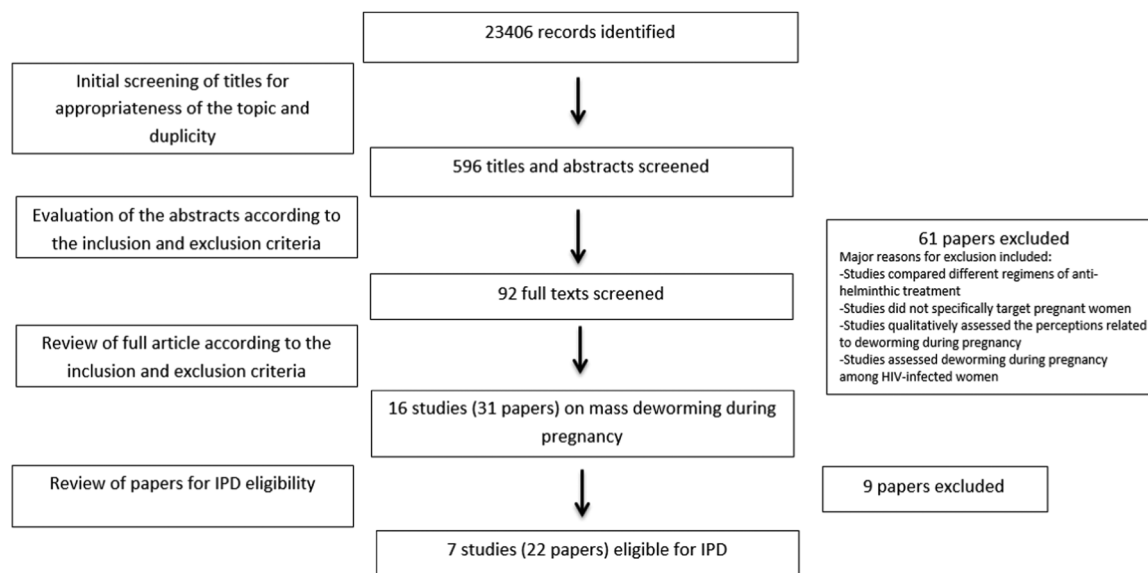 23406 records identified
Initial screening of titles for
appropriateness of the topic and
duplicity
596 titles and abstracts screened
Evaluation of the abstracts according to
the inclusion and exclusion criteria
61 papers excluded
Major reasons for exclusion included:
-Studies compared different regimens of anti-
helminthic treatment
-Studies did not specifically target pregnant women
-Studies qualitatively assessed the perceptions related
to deworming during pregnancy
-Studies assessed deworming during pregnancy
among HIV-infected women
92 full texts screened
Review of full article according to the
inclusion and exclusion criteria
16 studies (31 papers) on mass deworming during
pregnancy
Review of papers for IPD eligibility
9 papers excluded
7 studies (22 papers) eligible for IPD